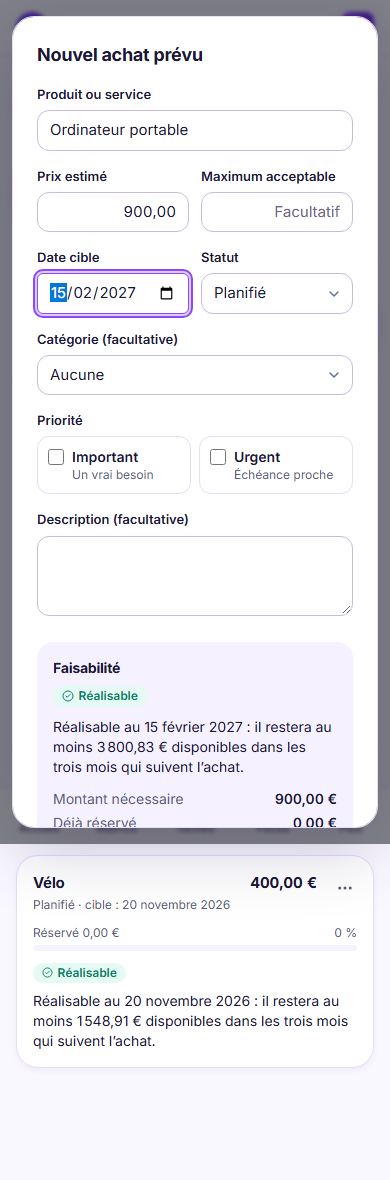 Nouvel achat prévu
Produit ou service
Ordinateur portable
Prix estimé
Maximum acceptable
900,00
Facultatif
Date cible
Statut
15/02/2027
Planifié
Catégorie (facultative)
Aucune
Priorité
Important
Un vrai besoin
Urgent
Échéance proche
Description (facultative)
Faisabilité
Réalisable
Réalisable au 15 février 2027 : il restera au
moins 3 800,83 € disponibles dans les
trois mois qui suivent l’achat.
Montant nécessaire 900,00 €
Déjà réservé 0,00 €
Vélo 400,00 €
Planifié · cible : 20 novembre 2026
Réservé 0,00 € 0 %
Réalisable
Réalisable au 20 novembre 2026 : il restera au
moins 1 548,91 € disponibles dans les trois mois
qui suivent l’achat.